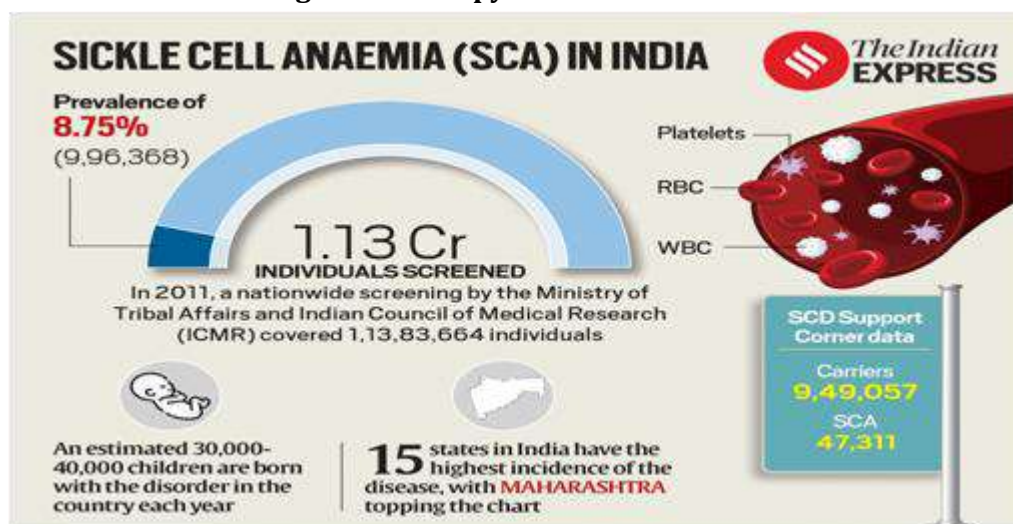 SICKLE CELL ANAEMIA (SCA) IN INDIA
The Indian
EXPRESS
Prevalence of
8.75%
(9,96,368)
1.13 Cr
INDIVIDUALS SCREENED
In 2011, a nationwide screening by the Ministry of
Tribal Affairs and Indian Council of Medical Research
(ICMR) covered 1,13,83,664 individuals
Platelets
RBC
WBC
SCD Support
Corner data
Carriers
9,49,057
SCA
47,311
An estimated 30,000-
40,000 children are born
with the disorder in the
country each year
15 states in India have the
highest incidence of the
disease, with MAHARASHTRA
topping the chart